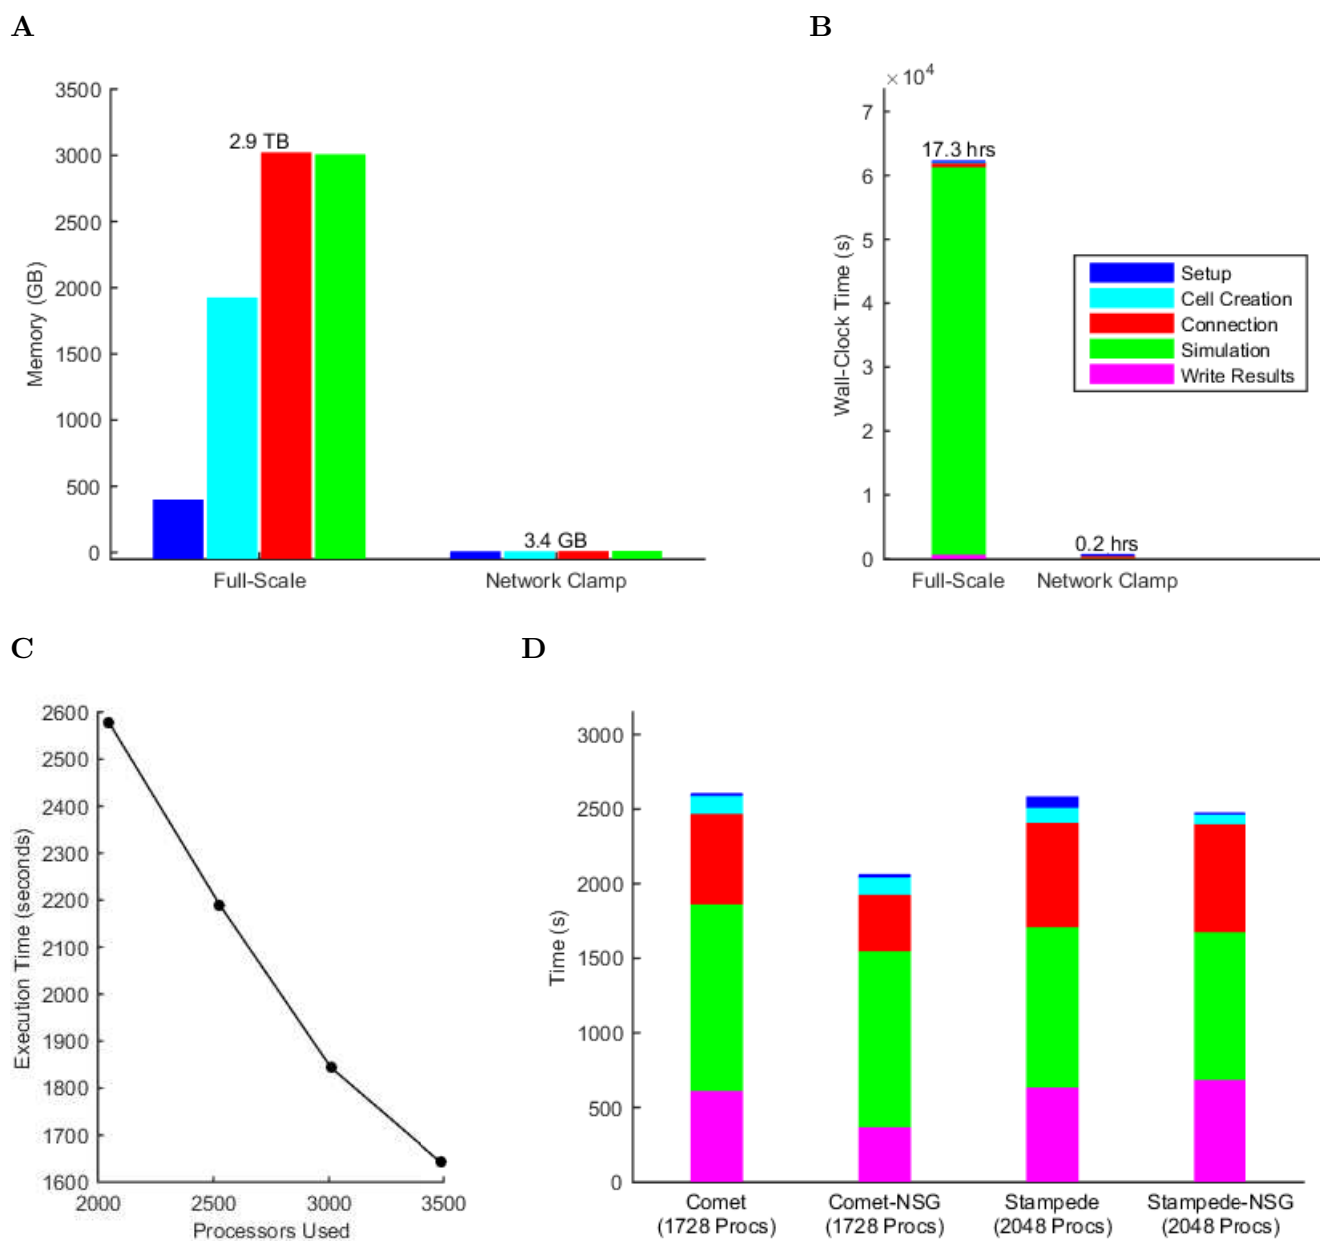 A
3500
3000
2500
2000
1500
1000
500
0
Memory (GB)
2.9 TB
3.4 GB
Full-Scale
Network Clamp
B
×10⁴
7
6
5
4
3
2
1
0
Wall-Clock Time (s)
17.3 hrs
0.2 hrs
Full-Scale
Network Clamp
Setup
Cell Creation
Connection
Simulation
Write Results
C
2600
2500
2400
2300
2200
2100
2000
1900
1800
1700
1600
Execution Time (seconds)
2000
2500
3000
3500
Processors Used
D
3000
2500
2000
1500
1000
500
0
Time (s)
Comet
(1728 Procs)
Comet-NSG
(1728 Procs)
Stampede
(2048 Procs)
Stampede-NSG
(2048 Procs)